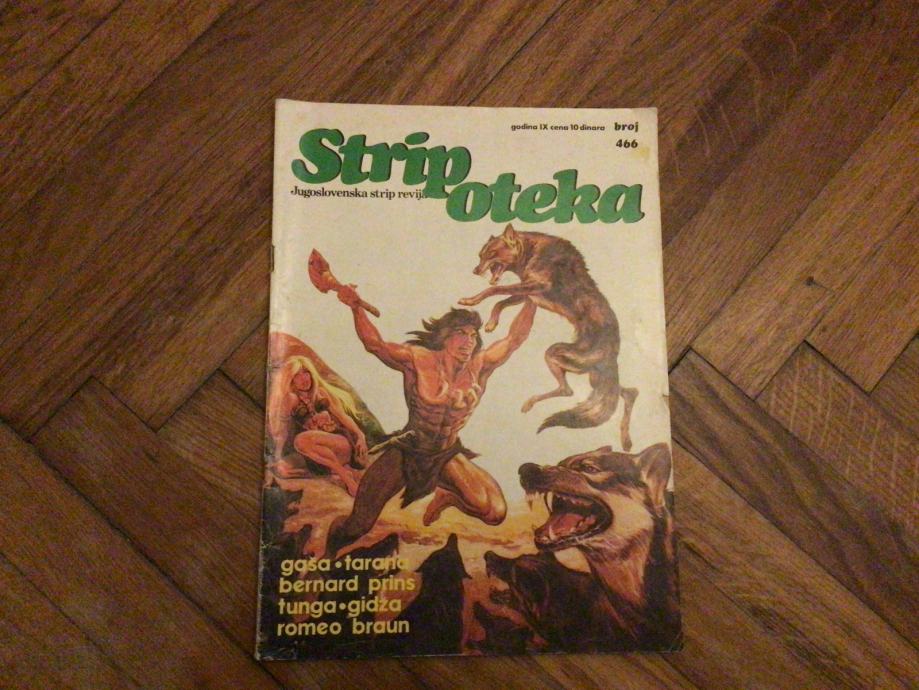 godina IX cena 10 dinara broj
466
Strip
Jugoslovenska strip revija
oteka
gaša • tarana
bernard prins
tunga • gidža
romeo braun